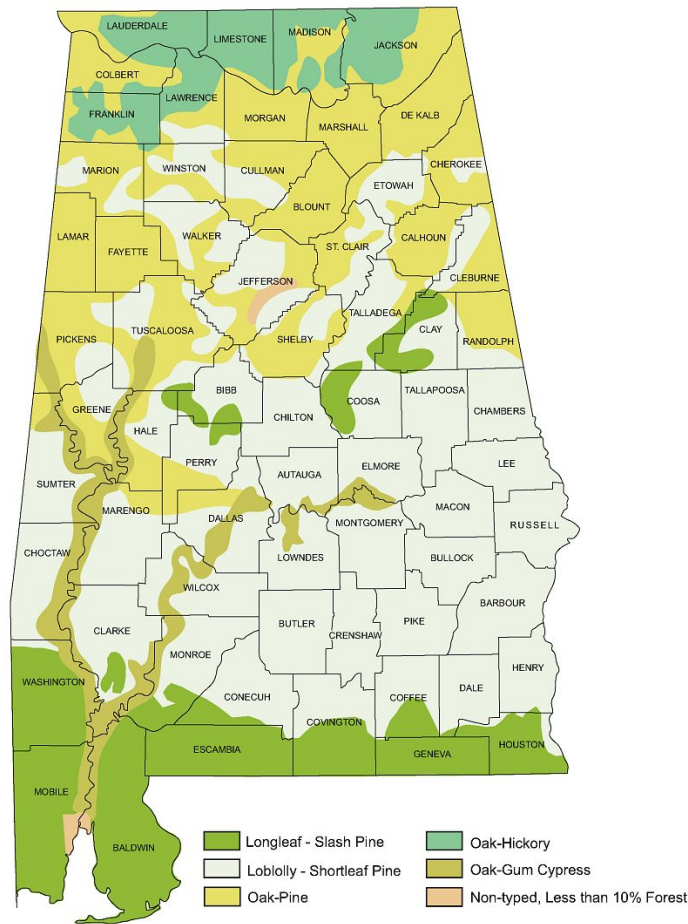 LAUDERDALE
LIMESTONE
MADISON
JACKSON
COLBERT
LAWRENCE
FRANKLIN
MORGAN
MARSHALL
DE KALB
MARION
WINSTON
CULLMAN
ETOWAH
CHEROKEE
BLOUNT
LAMAR
FAYETTE
WALKER
ST. CLAIR
CALHOUN
JEFFERSON
CLEBURNE
PICKENS
TUSCALOOSA
SHELBY
TALLADEGA
CLAY
RANDOLPH
GREENE
BIBB
COOSA
TALLAPOOSA
HALE
CHILTON
CHAMBERS
PERRY
AUTAUGA
ELMORE
LEE
SUMTER
MARENGO
DALLAS
MONTGOMERY
MACON
RUSSELL
CHOCTAW
LOWNDES
BULLOCK
WILCOX
BARBOUR
CLARKE
BUTLER
CRENSHAW
PIKE
MONROE
WASHINGTON
CONECUH
COFFEE
DALE
HENRY
COVINGTON
ESCAMBIA
GENEVA
HOUSTON
MOBILE
BALDWIN
Longleaf - Slash Pine
Loblolly - Shortleaf Pine
Oak-Pine
Oak-Hickory
Oak-Gum Cypress
Non-typed, Less than 10% Forest